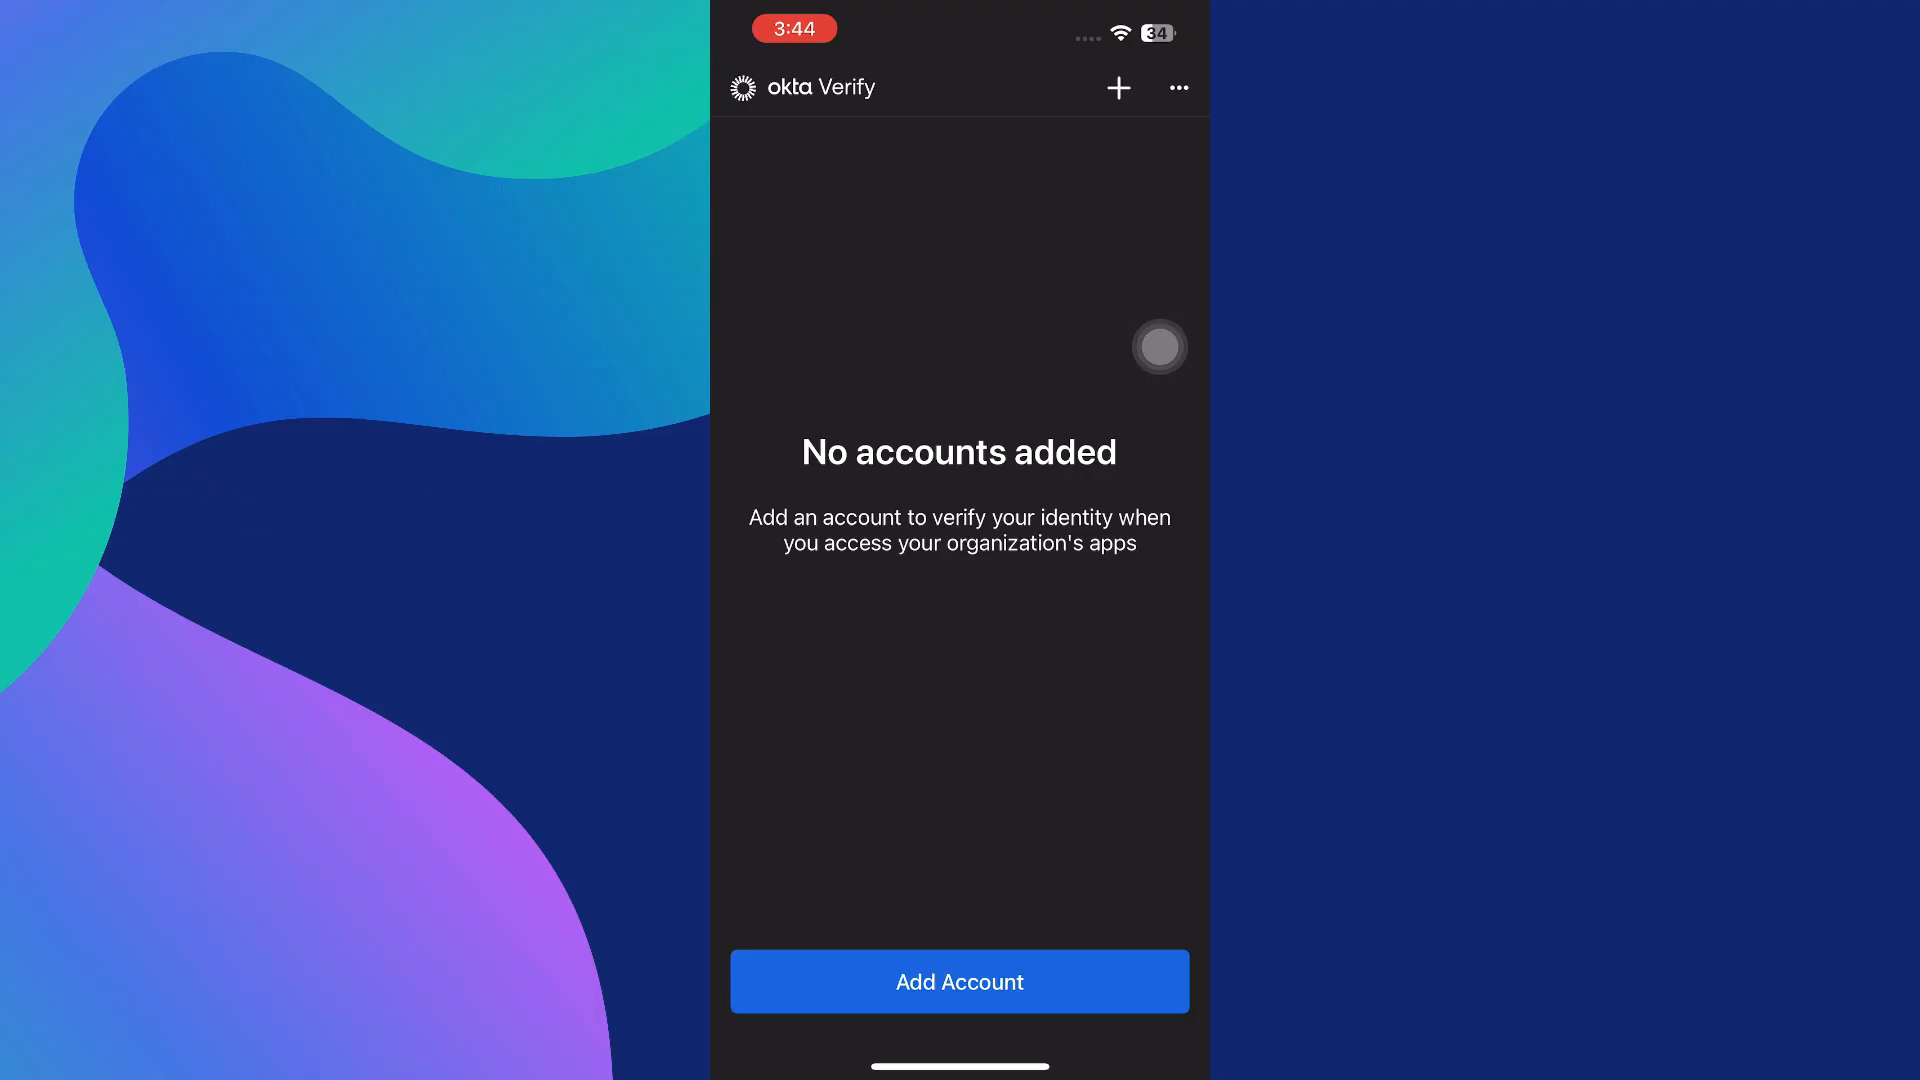 3:44
34
okta Verify
No accounts added
Add an account to verify your identity when
you access your organization's apps
Add Account